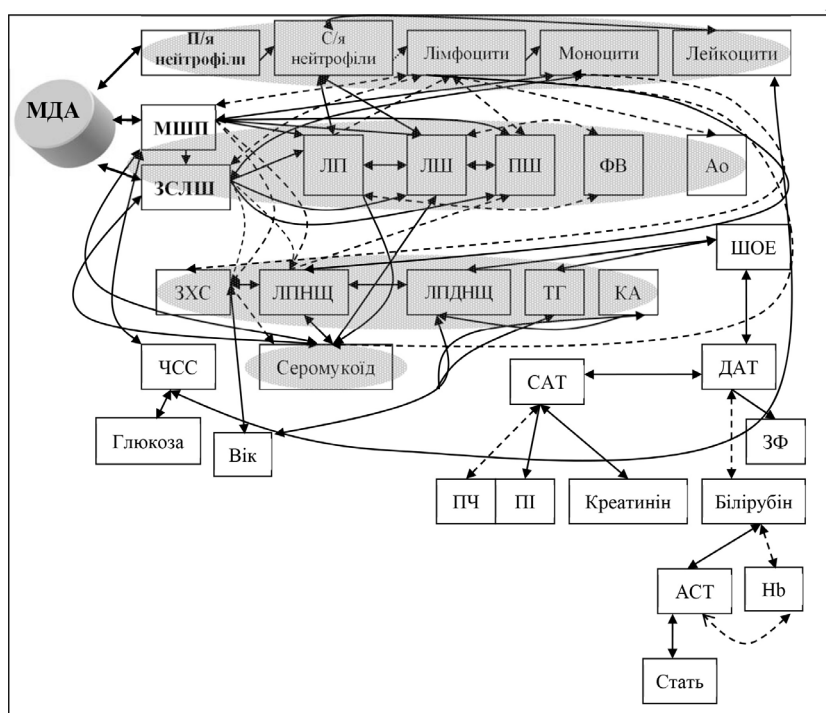 П/я
нейтрофіли
С/я
нейтрофіли
Лімфоцити
Моноцити
Лейкоцити
МДА
МШП
ЗСЛШ
ЛП
ЛШ
ПШ
ФВ
Ао
ШОЕ
ЗХС
ЛПНЩ
ЛПДНЩ
ТГ
КА
ЧСС
Серомукоїд
САТ
ДАТ
Глюкоза
Вік
ЗФ
ПЧ
ПІ
Креатинін
Білірубін
АСТ
Hb
Стать